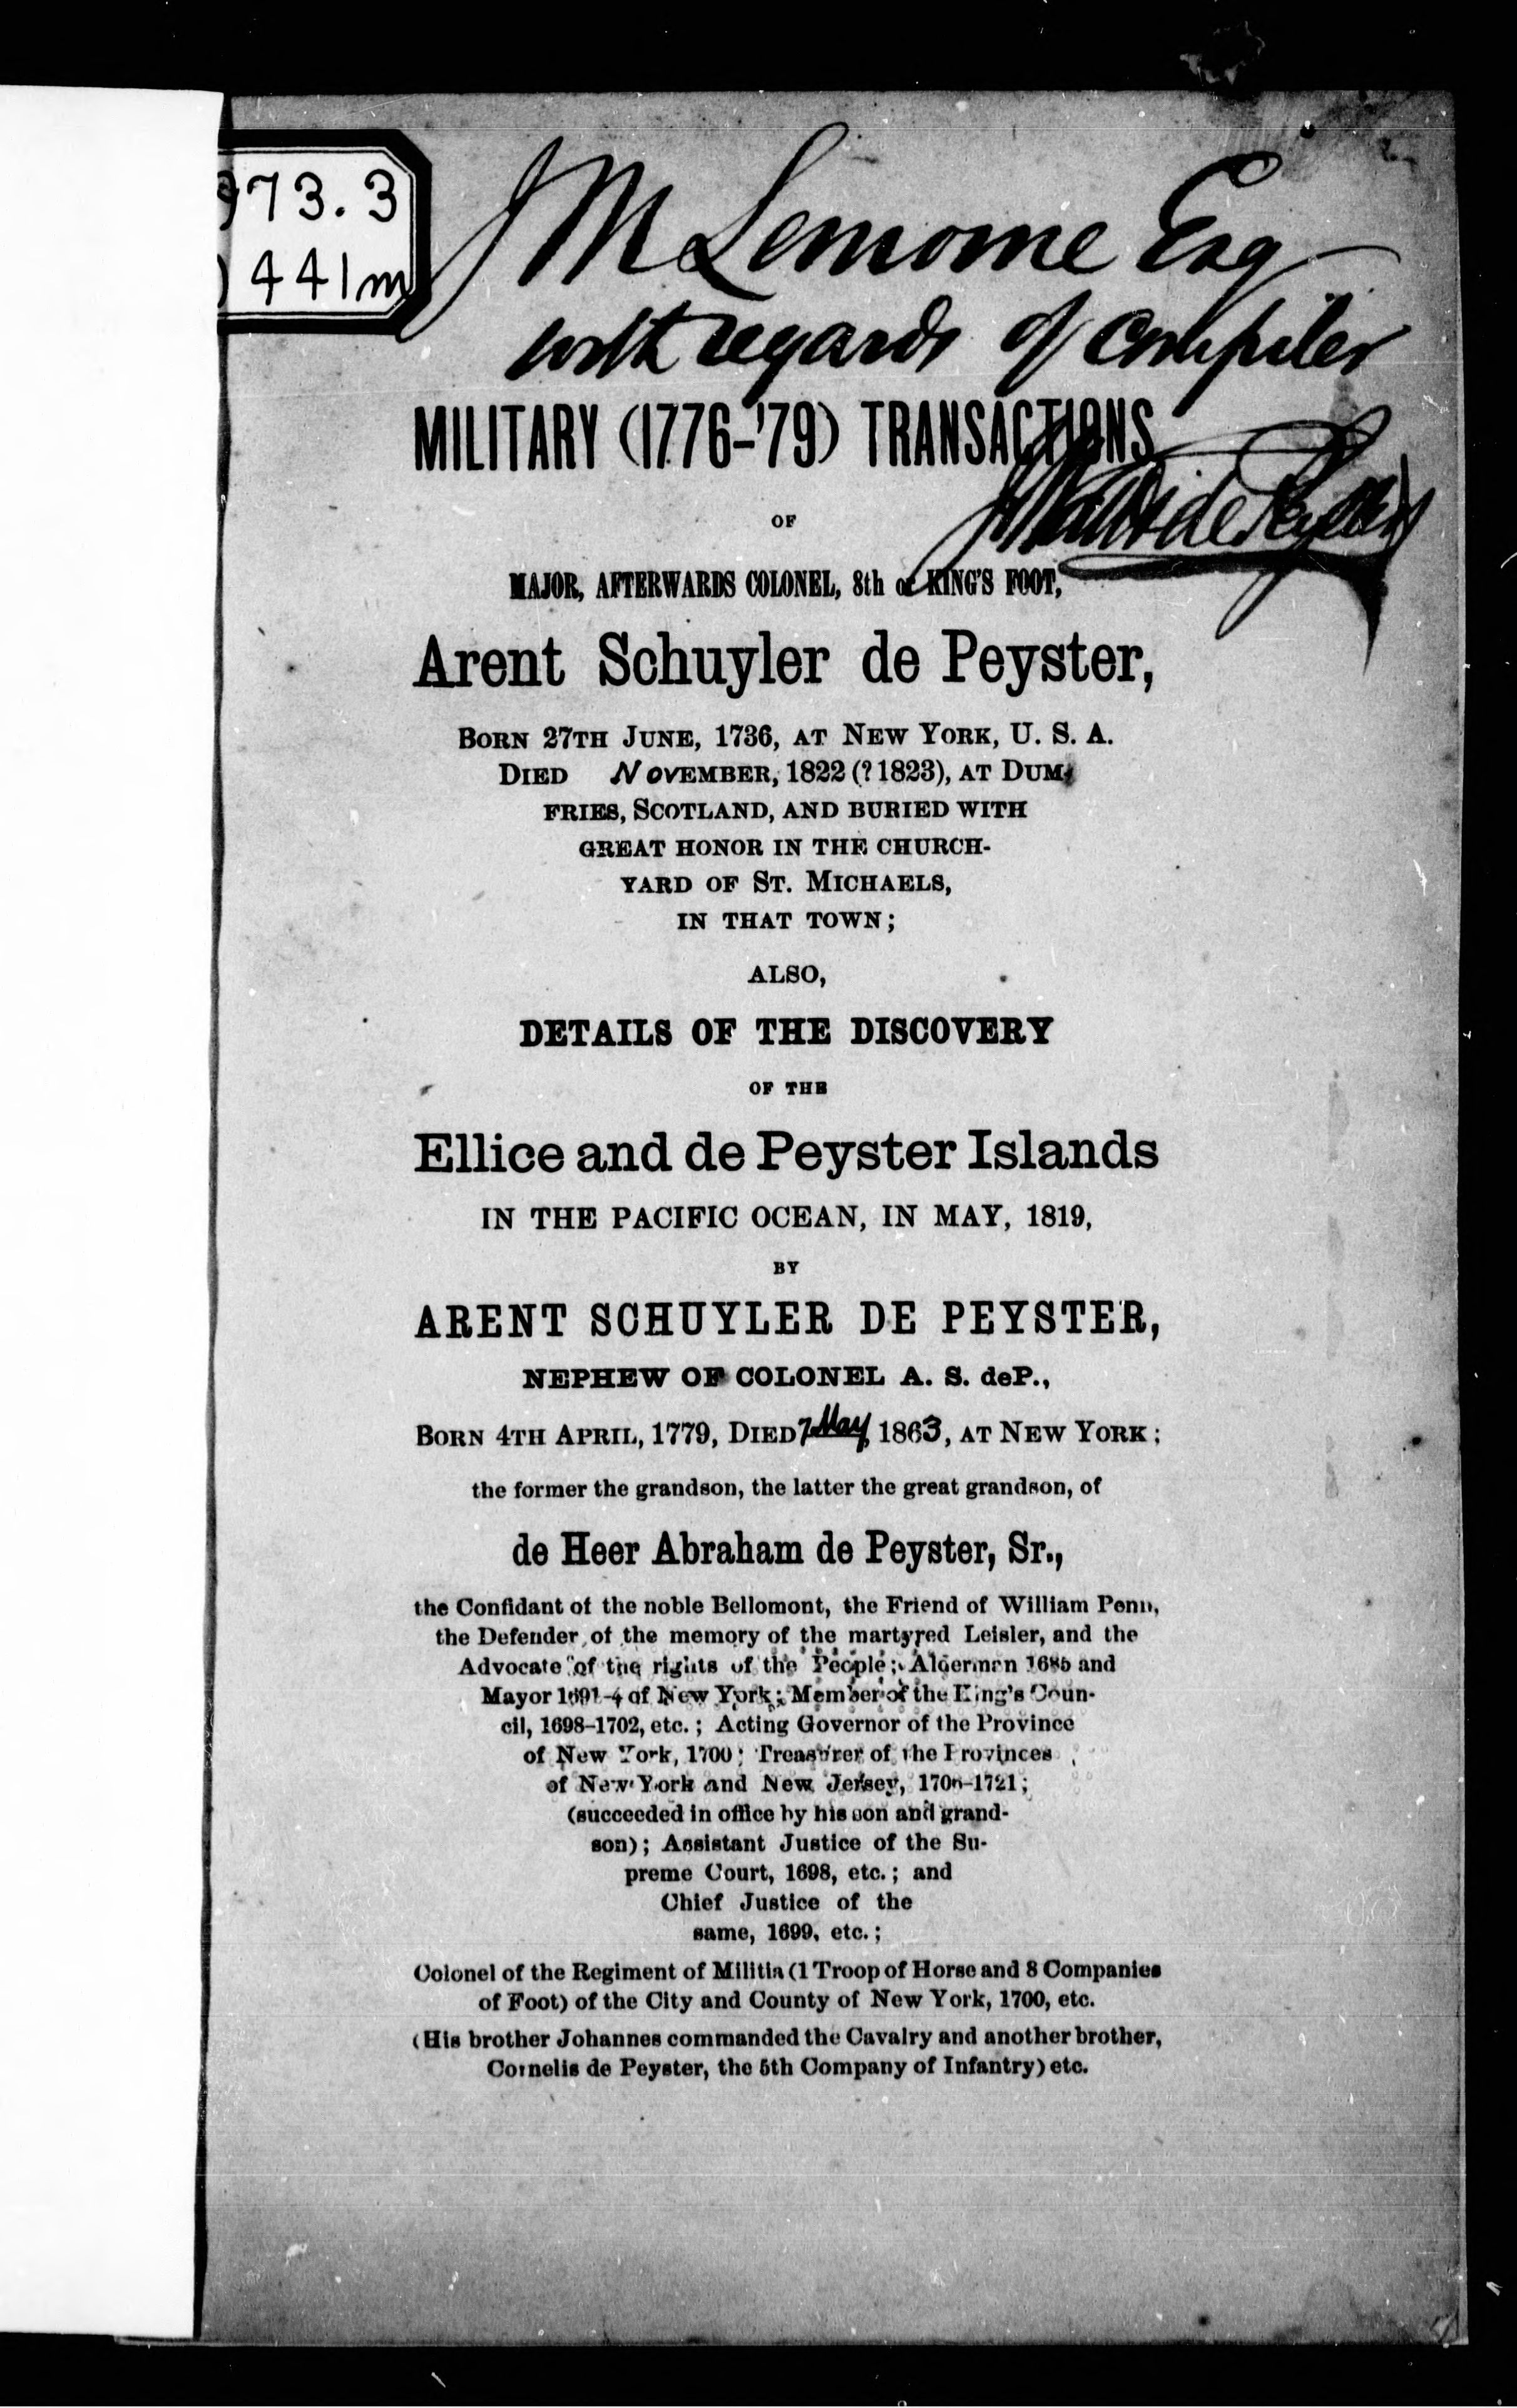 973.3
441m
J M Lemoine Esq
with regards of Compiler
MILITARY (1776-'79) TRANSACTIONS
OF
MAJOR, AFTERWARDS COLONEL, 8th or KING'S FOOT,
Arent Schuyler de Peyster,
BORN 27TH JUNE, 1736, AT NEW YORK, U. S. A.
DIED NOVEMBER, 1822 (? 1823), AT DUM-
FRIES, SCOTLAND, AND BURIED WITH
GREAT HONOR IN THE CHURCH-
YARD OF ST. MICHAELS,
IN THAT TOWN;
ALSO,
DETAILS OF THE DISCOVERY
OF THE
Ellice and de Peyster Islands
IN THE PACIFIC OCEAN, IN MAY, 1819,
BY
ARENT SCHUYLER DE PEYSTER,
NEPHEW OF COLONEL A. S. deP.,
BORN 4TH APRIL, 1779, DIED 7 May, 1863, AT NEW YORK;
the former the grandson, the latter the great grandson, of
de Heer Abraham de Peyster, Sr.,
the Confidant of the noble Bellomont, the Friend of William Penn,
the Defender of the memory of the martyred Leisler, and the
Advocate of the rights of the People; Alderman 1685 and
Mayor 1691-4 of New York; Member of the King's Coun-
cil, 1698-1702, etc.; Acting Governor of the Province
of New York, 1700; Treasurer of the Provinces
of New York and New Jersey, 1706-1721;
(succeeded in office by his son and grand-
son); Assistant Justice of the Su-
preme Court, 1698, etc.; and
Chief Justice of the
same, 1699, etc.;
Colonel of the Regiment of Militia (1 Troop of Horse and 8 Companies
of Foot) of the City and County of New York, 1700, etc.
(His brother Johannes commanded the Cavalry and another brother,
Cornelis de Peyster, the 5th Company of Infantry) etc.